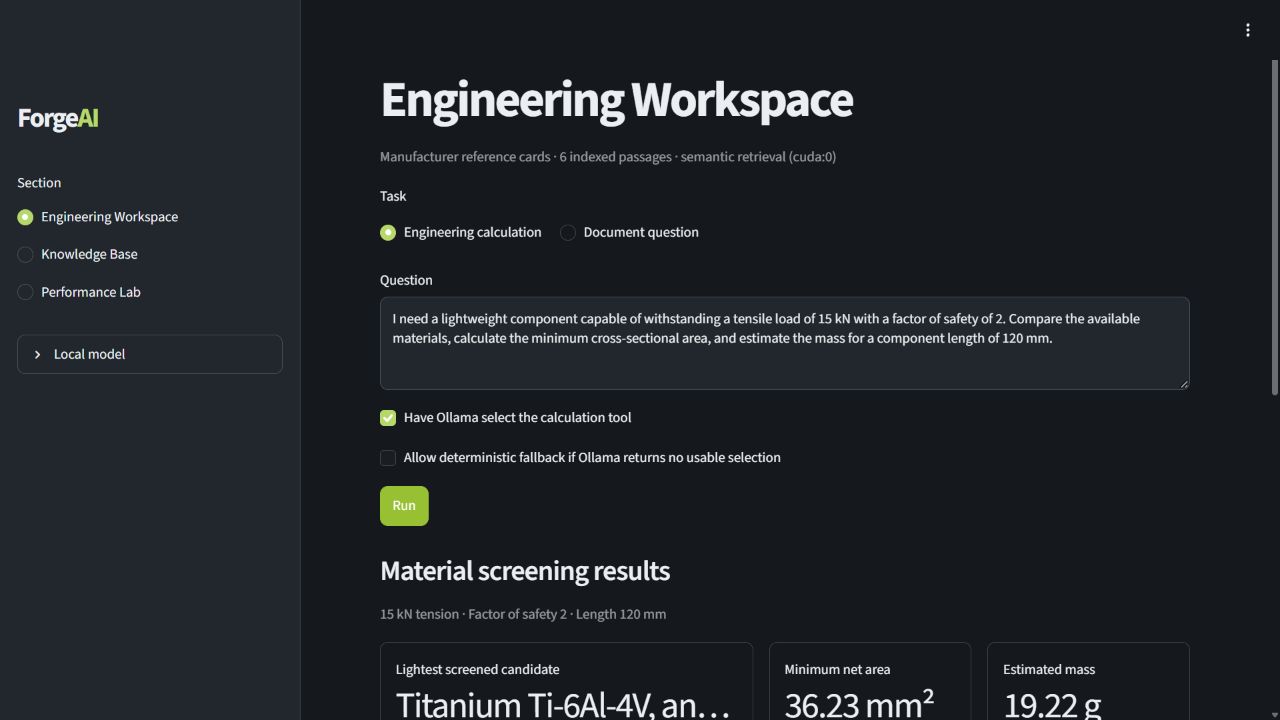 ForgeAI
Section
Engineering Workspace
Knowledge Base
Performance Lab
Local model
Engineering Workspace
Manufacturer reference cards · 6 indexed passages · semantic retrieval (cuda:0)
Task
Engineering calculation
Document question
Question
I need a lightweight component capable of withstanding a tensile load of 15 kN with a factor of safety of 2. Compare the available
materials, calculate the minimum cross-sectional area, and estimate the mass for a component length of 120 mm.
Have Ollama select the calculation tool
Allow deterministic fallback if Ollama returns no usable selection
Run
Material screening results
15 kN tension · Factor of safety 2 · Length 120 mm
Lightest screened candidate
Titanium Ti-6Al-4V, an…
Minimum net area
36.23 mm²
Estimated mass
19.22 g